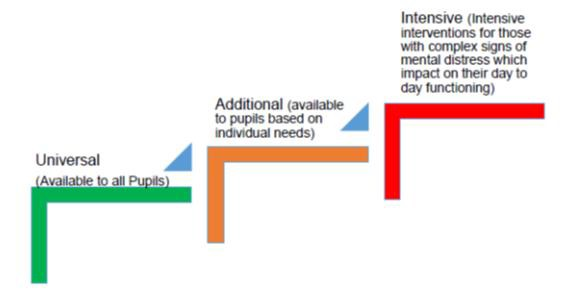 Universal
(Available to all Pupils)
Additional (available
to pupils based on
individual needs)
Intensive (Intensive
interventions for those
with complex signs of
mental distress which
impact on their day to
day functioning)